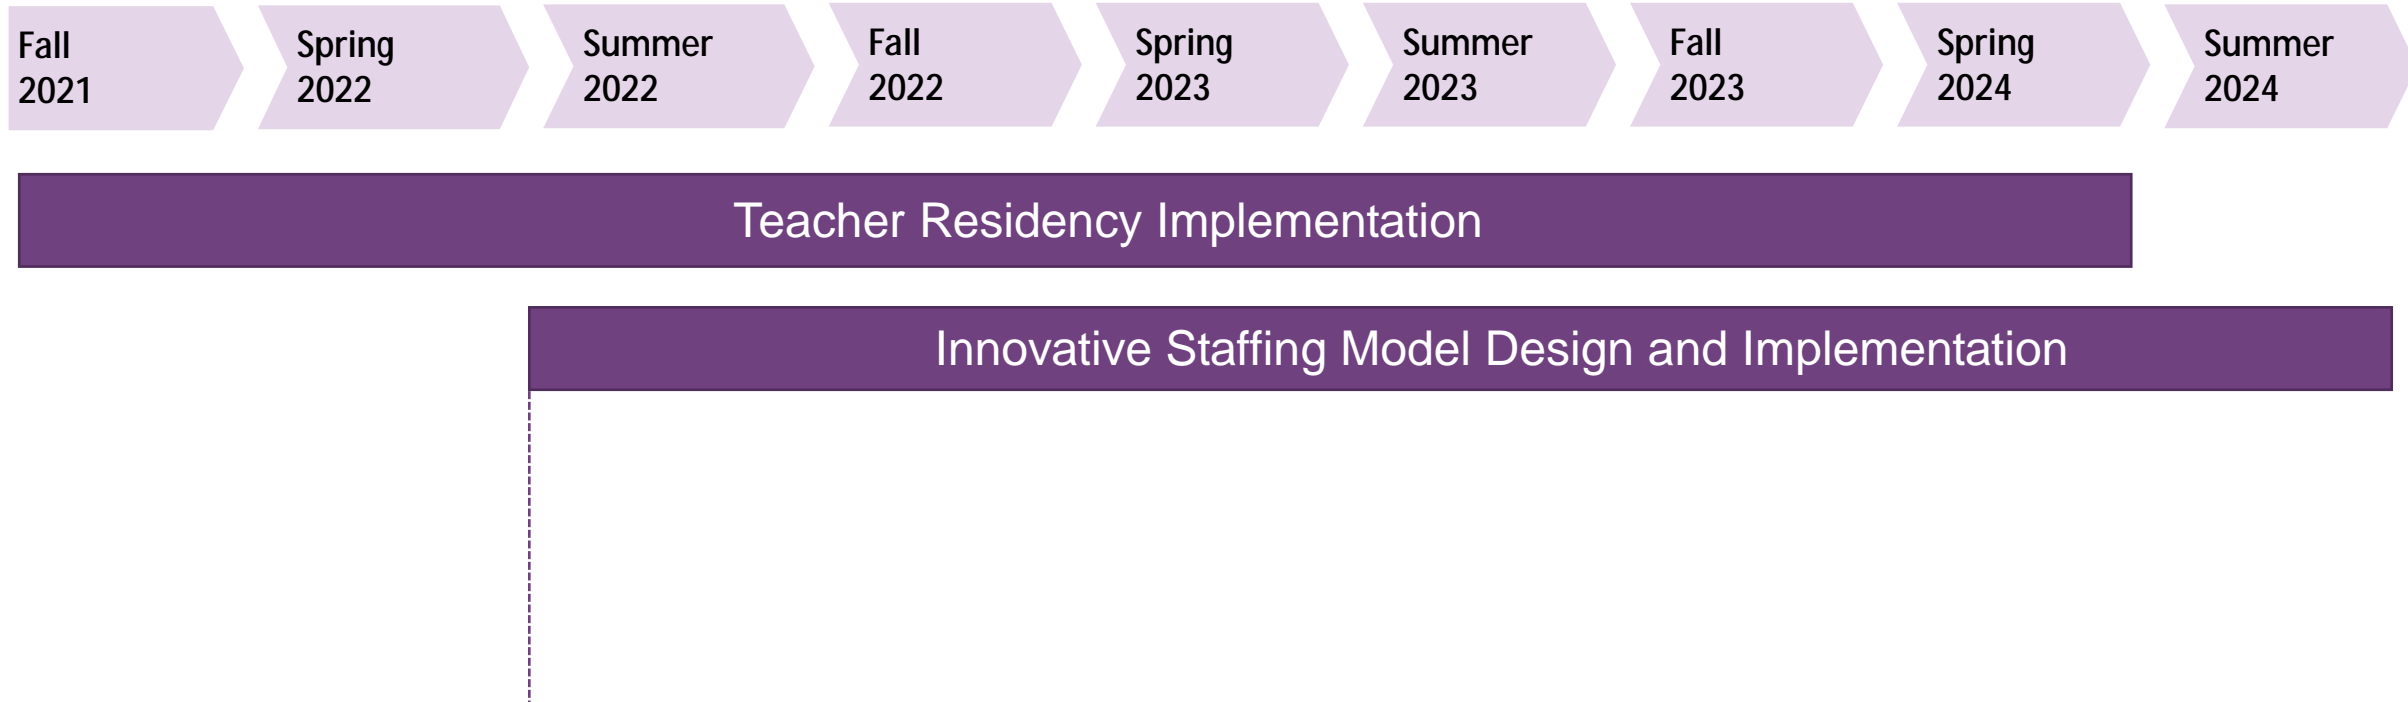 Fall
2021
Spring
2022
Summer
2022
Fall
2022
Spring
2023
Summer
2023
Fall
2023
Spring
2024
Summer
2024
Teacher Residency Implementation
Innovative Staffing Model Design and Implementation